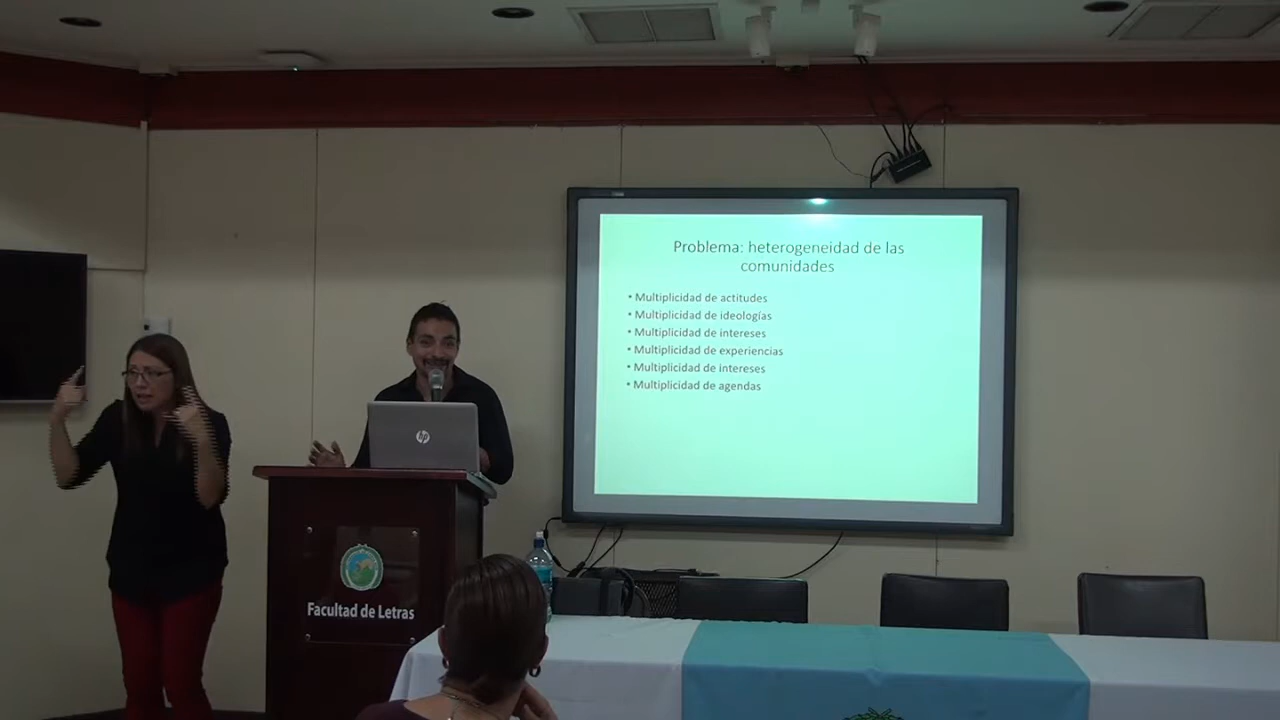 Problema: heterogeneidad de las
comunidades
• Multiplicidad de actitudes
• Multiplicidad de ideologías
• Multiplicidad de intereses
• Multiplicidad de experiencias
• Multiplicidad de intereses
• Multiplicidad de agendas
hp
Facultad de Letras